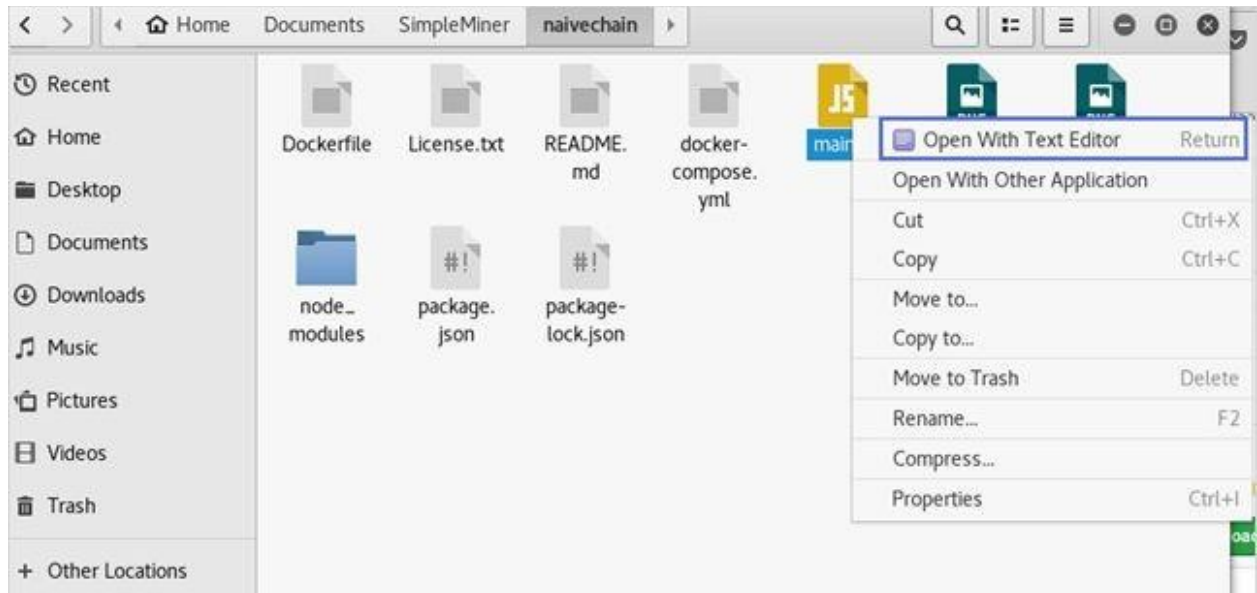 Home Documents SimpleMiner naivechain
Recent
Home
Desktop
Documents
Downloads
Music
Pictures
Videos
Trash
+ Other Locations
JS
Dockerfile License.txt README. docker-
md compose.
yml
main
#! #!
node_ package. package-
modules json lock.json
Open With Text Editor Return
Open With Other Application
Cut Ctrl+X
Copy Ctrl+C
Move to...
Copy to...
Move to Trash Delete
Rename... F2
Compress...
Properties Ctrl+I